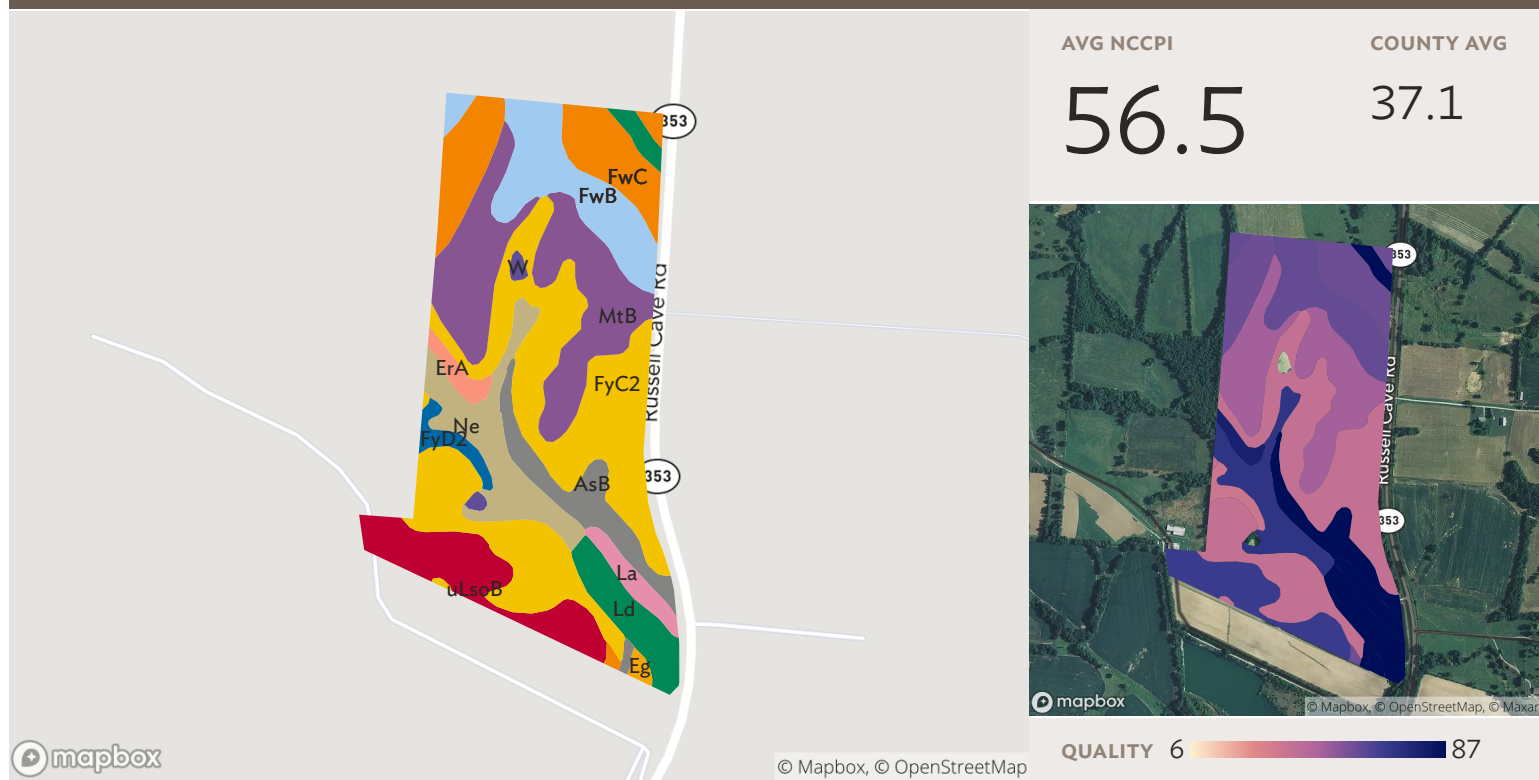 353
FwC
FwB
W
MtB
Russell Cave Rd
ErA
FyC2
Ne
FyD2
353
AsB
La
uLsoB
Ld
Eg
mapbox
© Mapbox, © OpenStreetMap
AVG NCCPI
COUNTY AVG
56.5
37.1
353
Russell Cave Rd
353
mapbox
© Mapbox, © OpenStreetMap, © Maxar
QUALITY 6 87